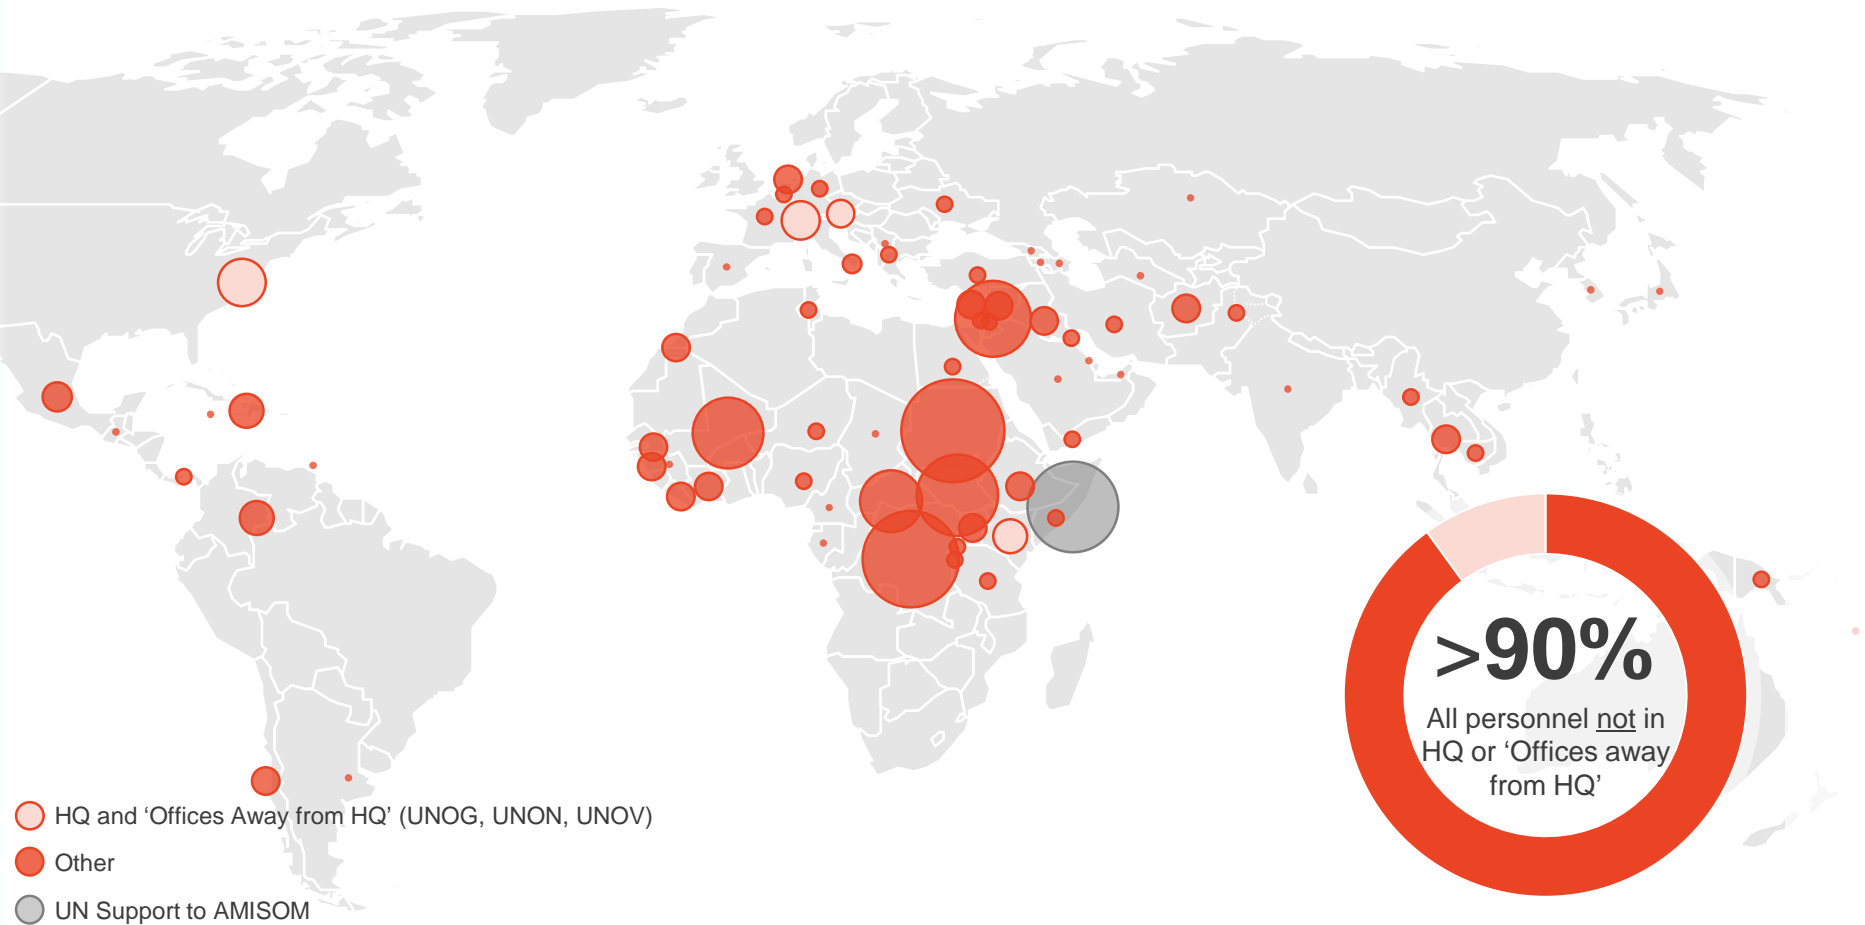 >90%
All personnel not in
HQ or ‘Offices away
from HQ’
HQ and ‘Offices Away from HQ’ (UNOG, UNON, UNOV)
Other
UN Support to AMISOM